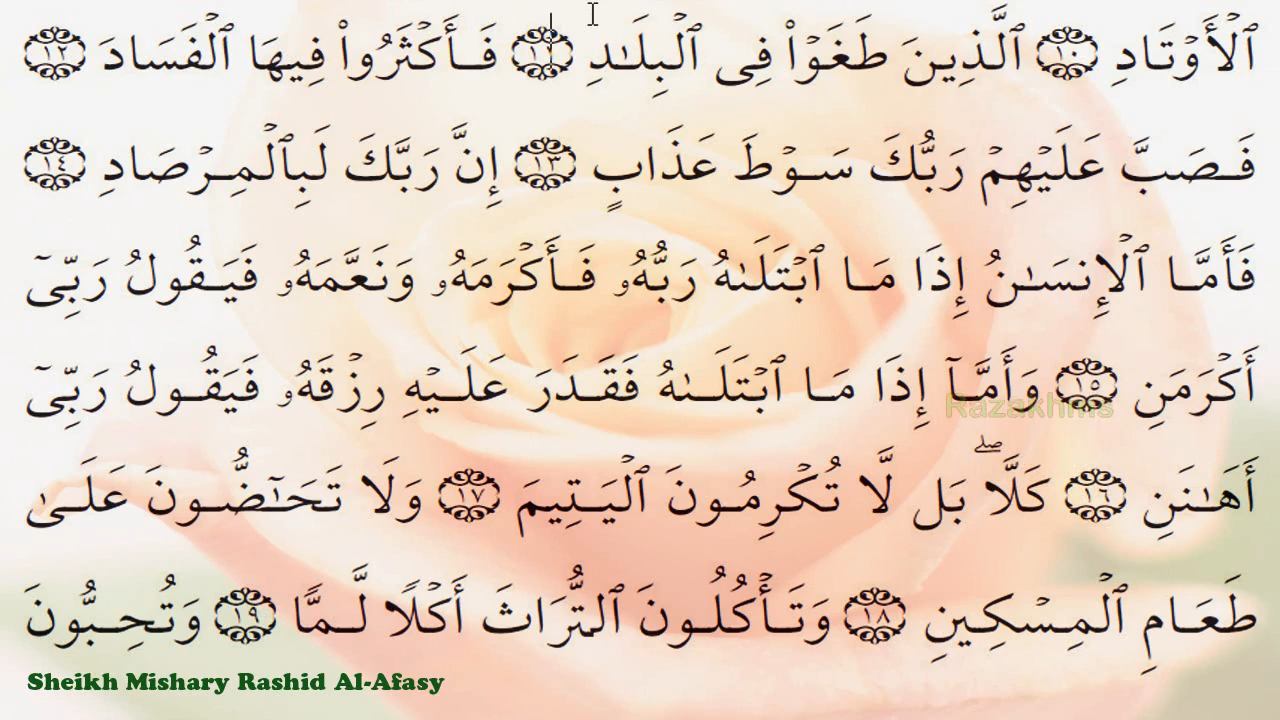 ٱلۡأَوۡتَادِ ١٠ ٱلَّذِينَ طَغَوۡاْ فِى ٱلۡبِلَـٰدِ ١١ فَأَكۡثَرُواْ فِيهَا ٱلۡفَسَادَ ١٢
فَصَبَّ عَلَيۡهِمۡ رَبُّكَ سَوۡطَ عَذَابٍ ١٣ إِنَّ رَبَّكَ لَبِٱلۡمِرۡصَادِ ١٤
فَأَمَّا ٱلۡإِنسَـٰنُ إِذَا مَا ٱبۡتَلَـٰهُ رَبُّهُۥ فَأَكۡرَمَهُۥ وَنَعَّمَهُۥ فَيَقُولُ رَبِّىٓ
أَكۡرَمَنِ ١٥ وَأَمَّآ إِذَا مَا ٱبۡتَلَـٰهُ فَقَدَرَ عَلَيۡهِ رِزۡقَهُۥ فَيَقُولُ رَبِّىٓ
أَهَـٰنَنِ ١٦ كَلَّاۖ بَل لَّا تُكۡرِمُونَ ٱلۡيَتِيمَ ١٧ وَلَا تَحَـٰٓضُّونَ عَلَىٰ
طَعَامِ ٱلۡمِسۡكِينِ ١٨ وَتَأۡكُلُونَ ٱلتُّرَاثَ أَكۡلًا لَّمًّا ١٩ وَتُحِبُّونَ
Sheikh Mishary Rashid Al-Afasy
Razakhms